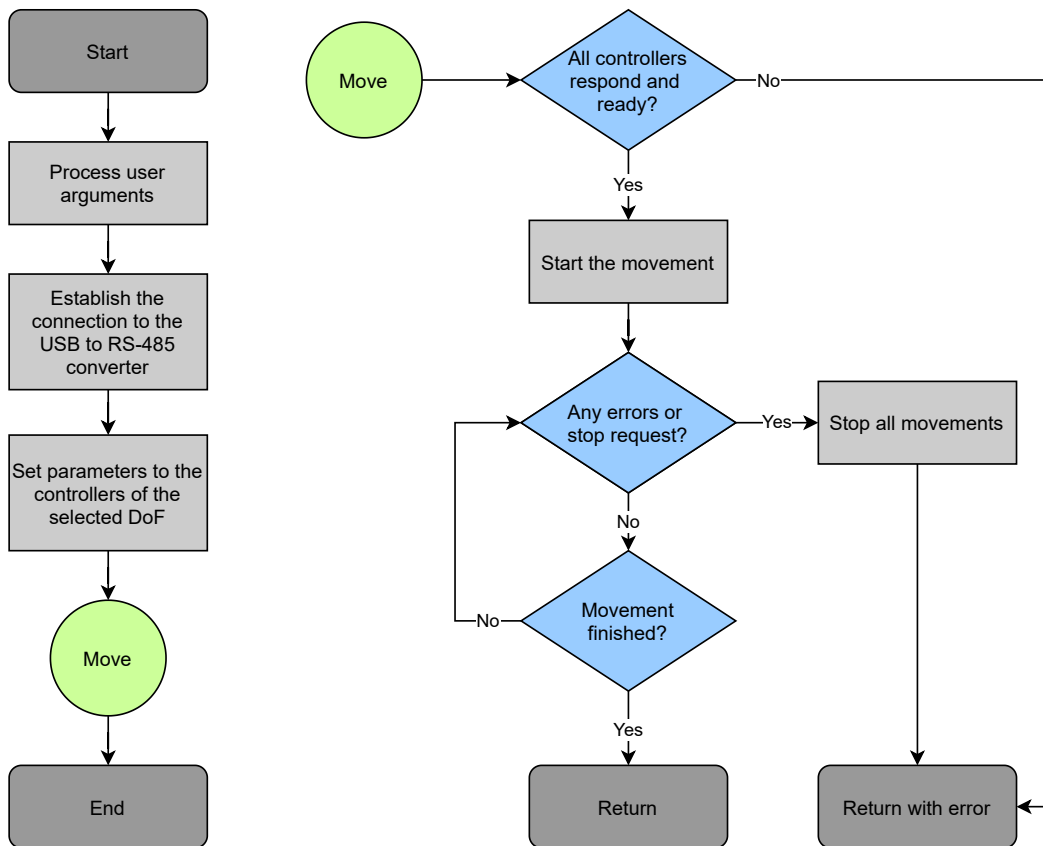 Start
Process user
arguments
Establish the
connection to the
USB to RS-485
converter
Set parameters to the
controllers of the
selected DoF
Move
End
Move
All controllers
respond and
ready?
No
Yes
Start the movement
Any errors or
stop request?
Yes
Stop all movements
No
Movement
finished?
No
Yes
Return
Return with error